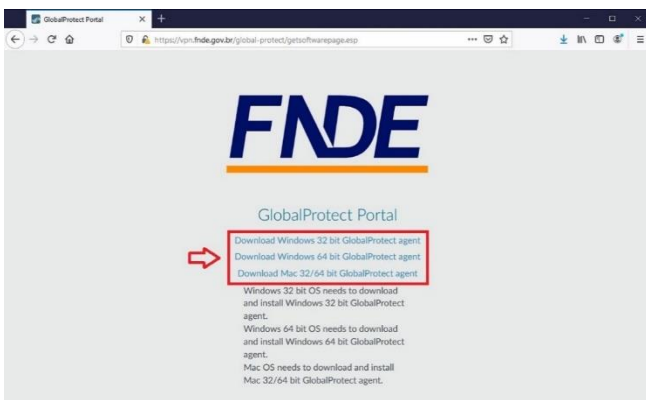 GlobalProtect Portal
https://vpn.fnde.gov.br/global-protect/getsoftwarepage.esp
FNDE
GlobalProtect Portal
Download Windows 32 bit GlobalProtect agent
Download Windows 64 bit GlobalProtect agent
Download Mac 32/64 bit GlobalProtect agent
Windows 32 bit OS needs to download
and install Windows 32 bit GlobalProtect
agent.
Windows 64 bit OS needs to download
and install Windows 64 bit GlobalProtect
agent.
Mac OS needs to download and install
Mac 32/64 bit GlobalProtect agent.